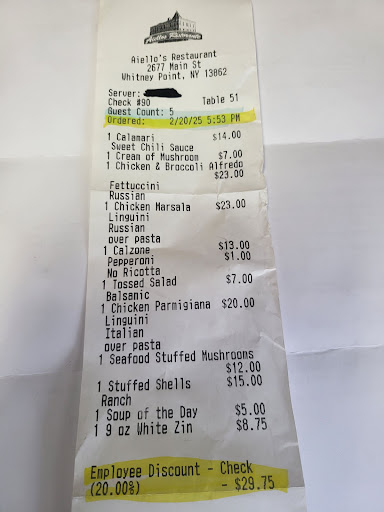 Aiello's Ristorante
Aiello's Restaurant
2677 Main St
Whitney Point, NY 13862
Server:
Check #90 Table 51
Guest Count: 5
Ordered: 2/20/25 5:53 PM
1 Calamari $14.00
Sweet Chili Sauce
1 Cream of Mushroom $7.00
1 Chicken & Broccoli Alfredo
$23.00
Fettuccini
Russian
1 Chicken Marsala $23.00
Linguini
Russian
over pasta
1 Calzone $13.00
Pepperoni $1.00
No Ricotta
1 Tossed Salad $7.00
Balsamic
1 Chicken Parmigiana $20.00
Linguini
Italian
over pasta
1 Seafood Stuffed Mushrooms
$12.00
1 Stuffed Shells $15.00
Ranch
1 Soup of the Day $5.00
1 9 oz White Zin $8.75
Employee Discount - Check
(20.00%) - $29.75